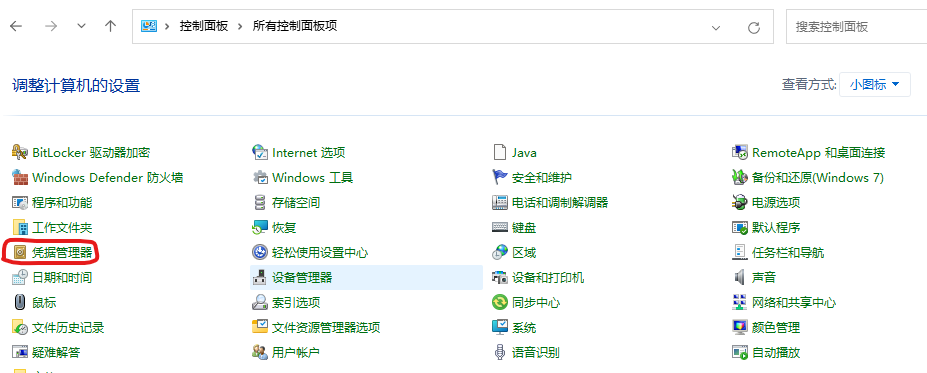 控制面板 › 所有控制面板项
搜索控制面板
调整计算机的设置
查看方式: 小图标
BitLocker 驱动器加密 Internet 选项 Java RemoteApp 和桌面连接
Windows Defender 防火墙 Windows 工具 安全和维护 备份和还原(Windows 7)
程序和功能 存储空间 电话和调制解调器 电源选项
工作文件夹 恢复 键盘 默认程序
凭据管理器 轻松使用设置中心 区域 任务栏和导航
日期和时间 设备管理器 设备和打印机 声音
鼠标 索引选项 同步中心 网络和共享中心
文件历史记录 文件资源管理器选项 系统 颜色管理
疑难解答 用户帐户 语音识别 自动播放